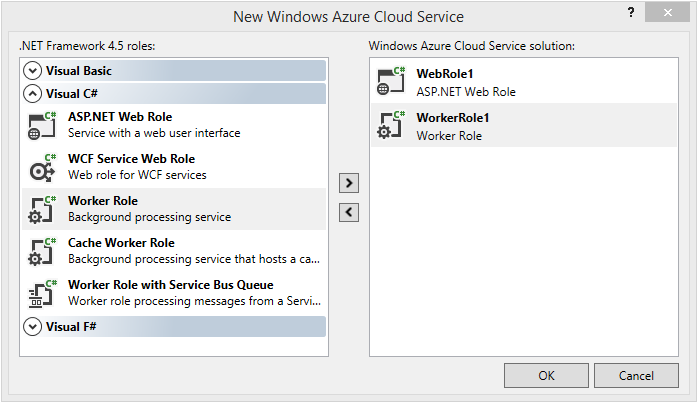 New Windows Azure Cloud Service
?
.NET Framework 4.5 roles:
Visual Basic
Visual C#
C#
ASP.NET Web Role
Service with a web user interface
C#
WCF Service Web Role
Web role for WCF services
C#
Worker Role
Background processing service
C#
Cache Worker Role
Background processing service that hosts a ca...
C#
Worker Role with Service Bus Queue
Worker role processing messages from a Servi...
Visual F#
Windows Azure Cloud Service solution:
C#
WebRole1
ASP.NET Web Role
C#
WorkerRole1
Worker Role
OK
Cancel